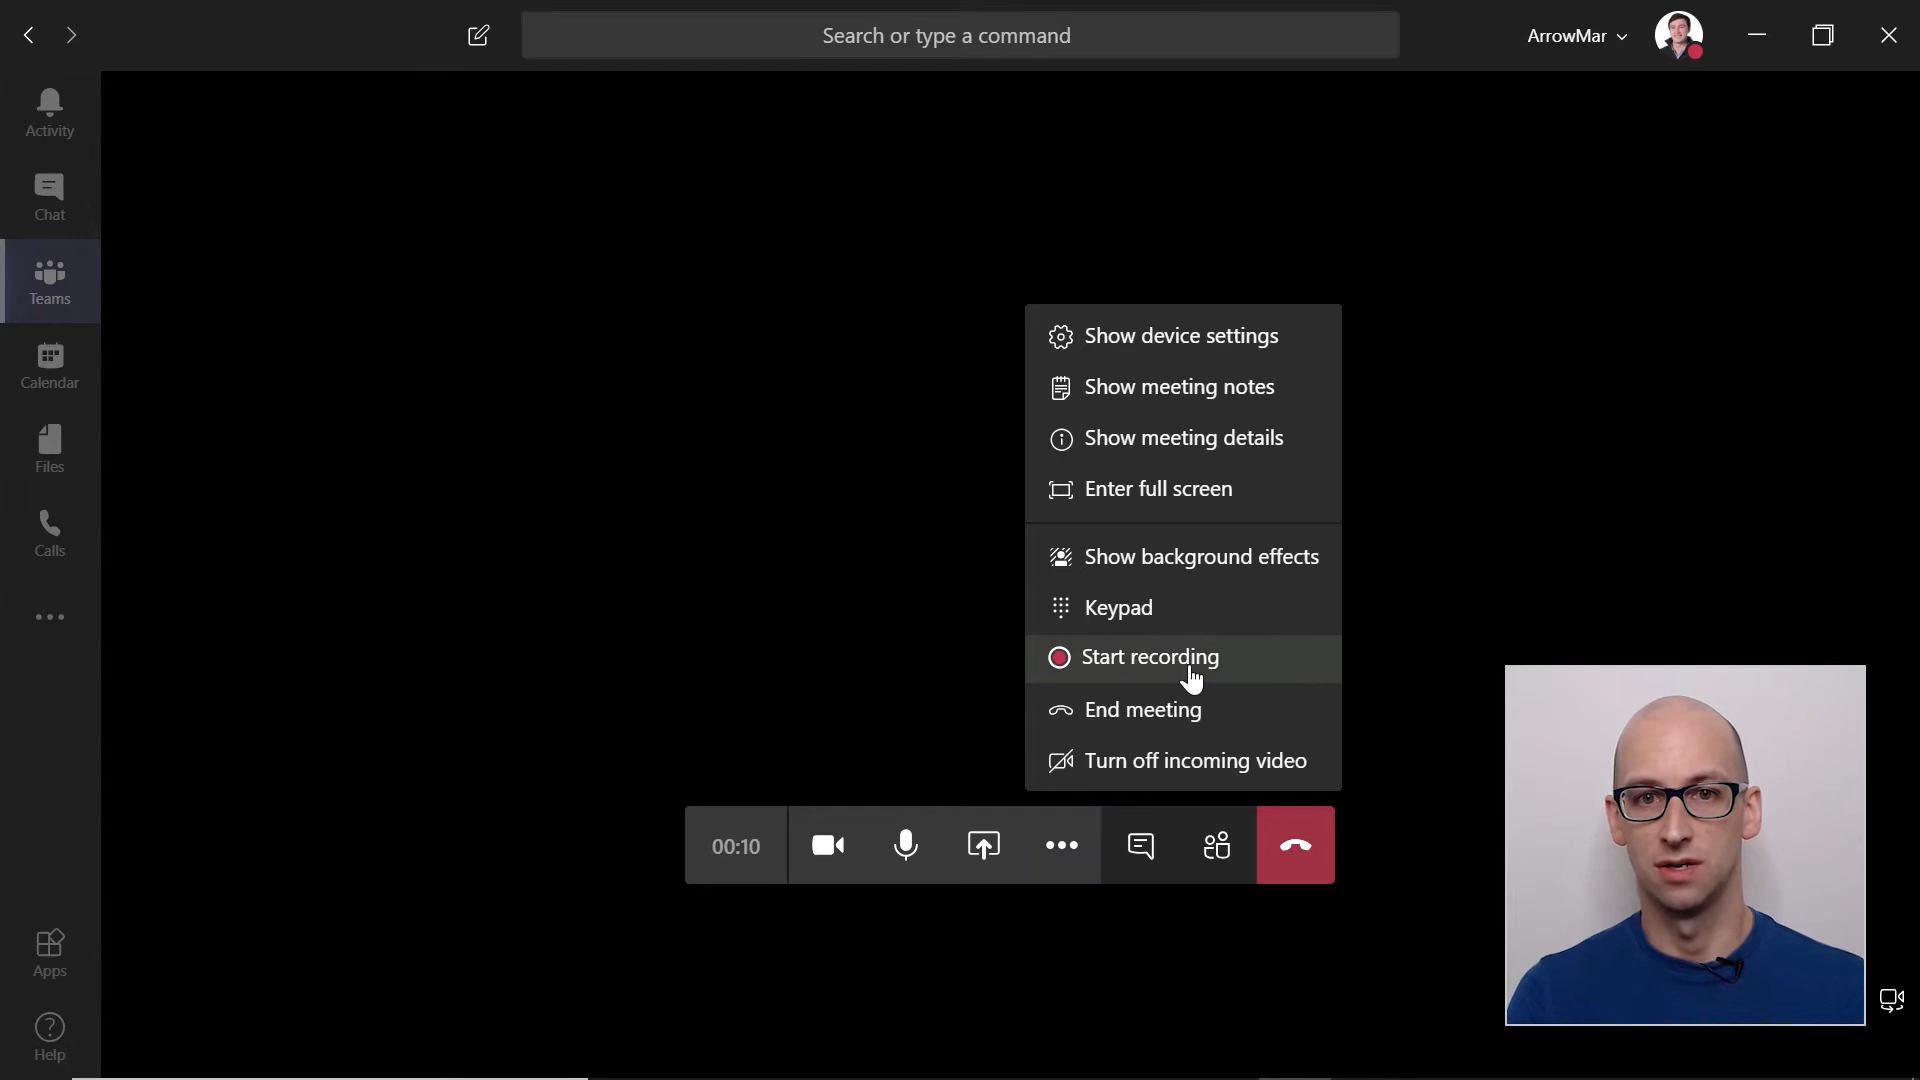 Search or type a command
ArrowMar
Activity
Chat
Teams
Calendar
Files
Calls
Apps
Help
Show device settings
Show meeting notes
Show meeting details
Enter full screen
Show background effects
Keypad
Start recording
End meeting
Turn off incoming video
00:10